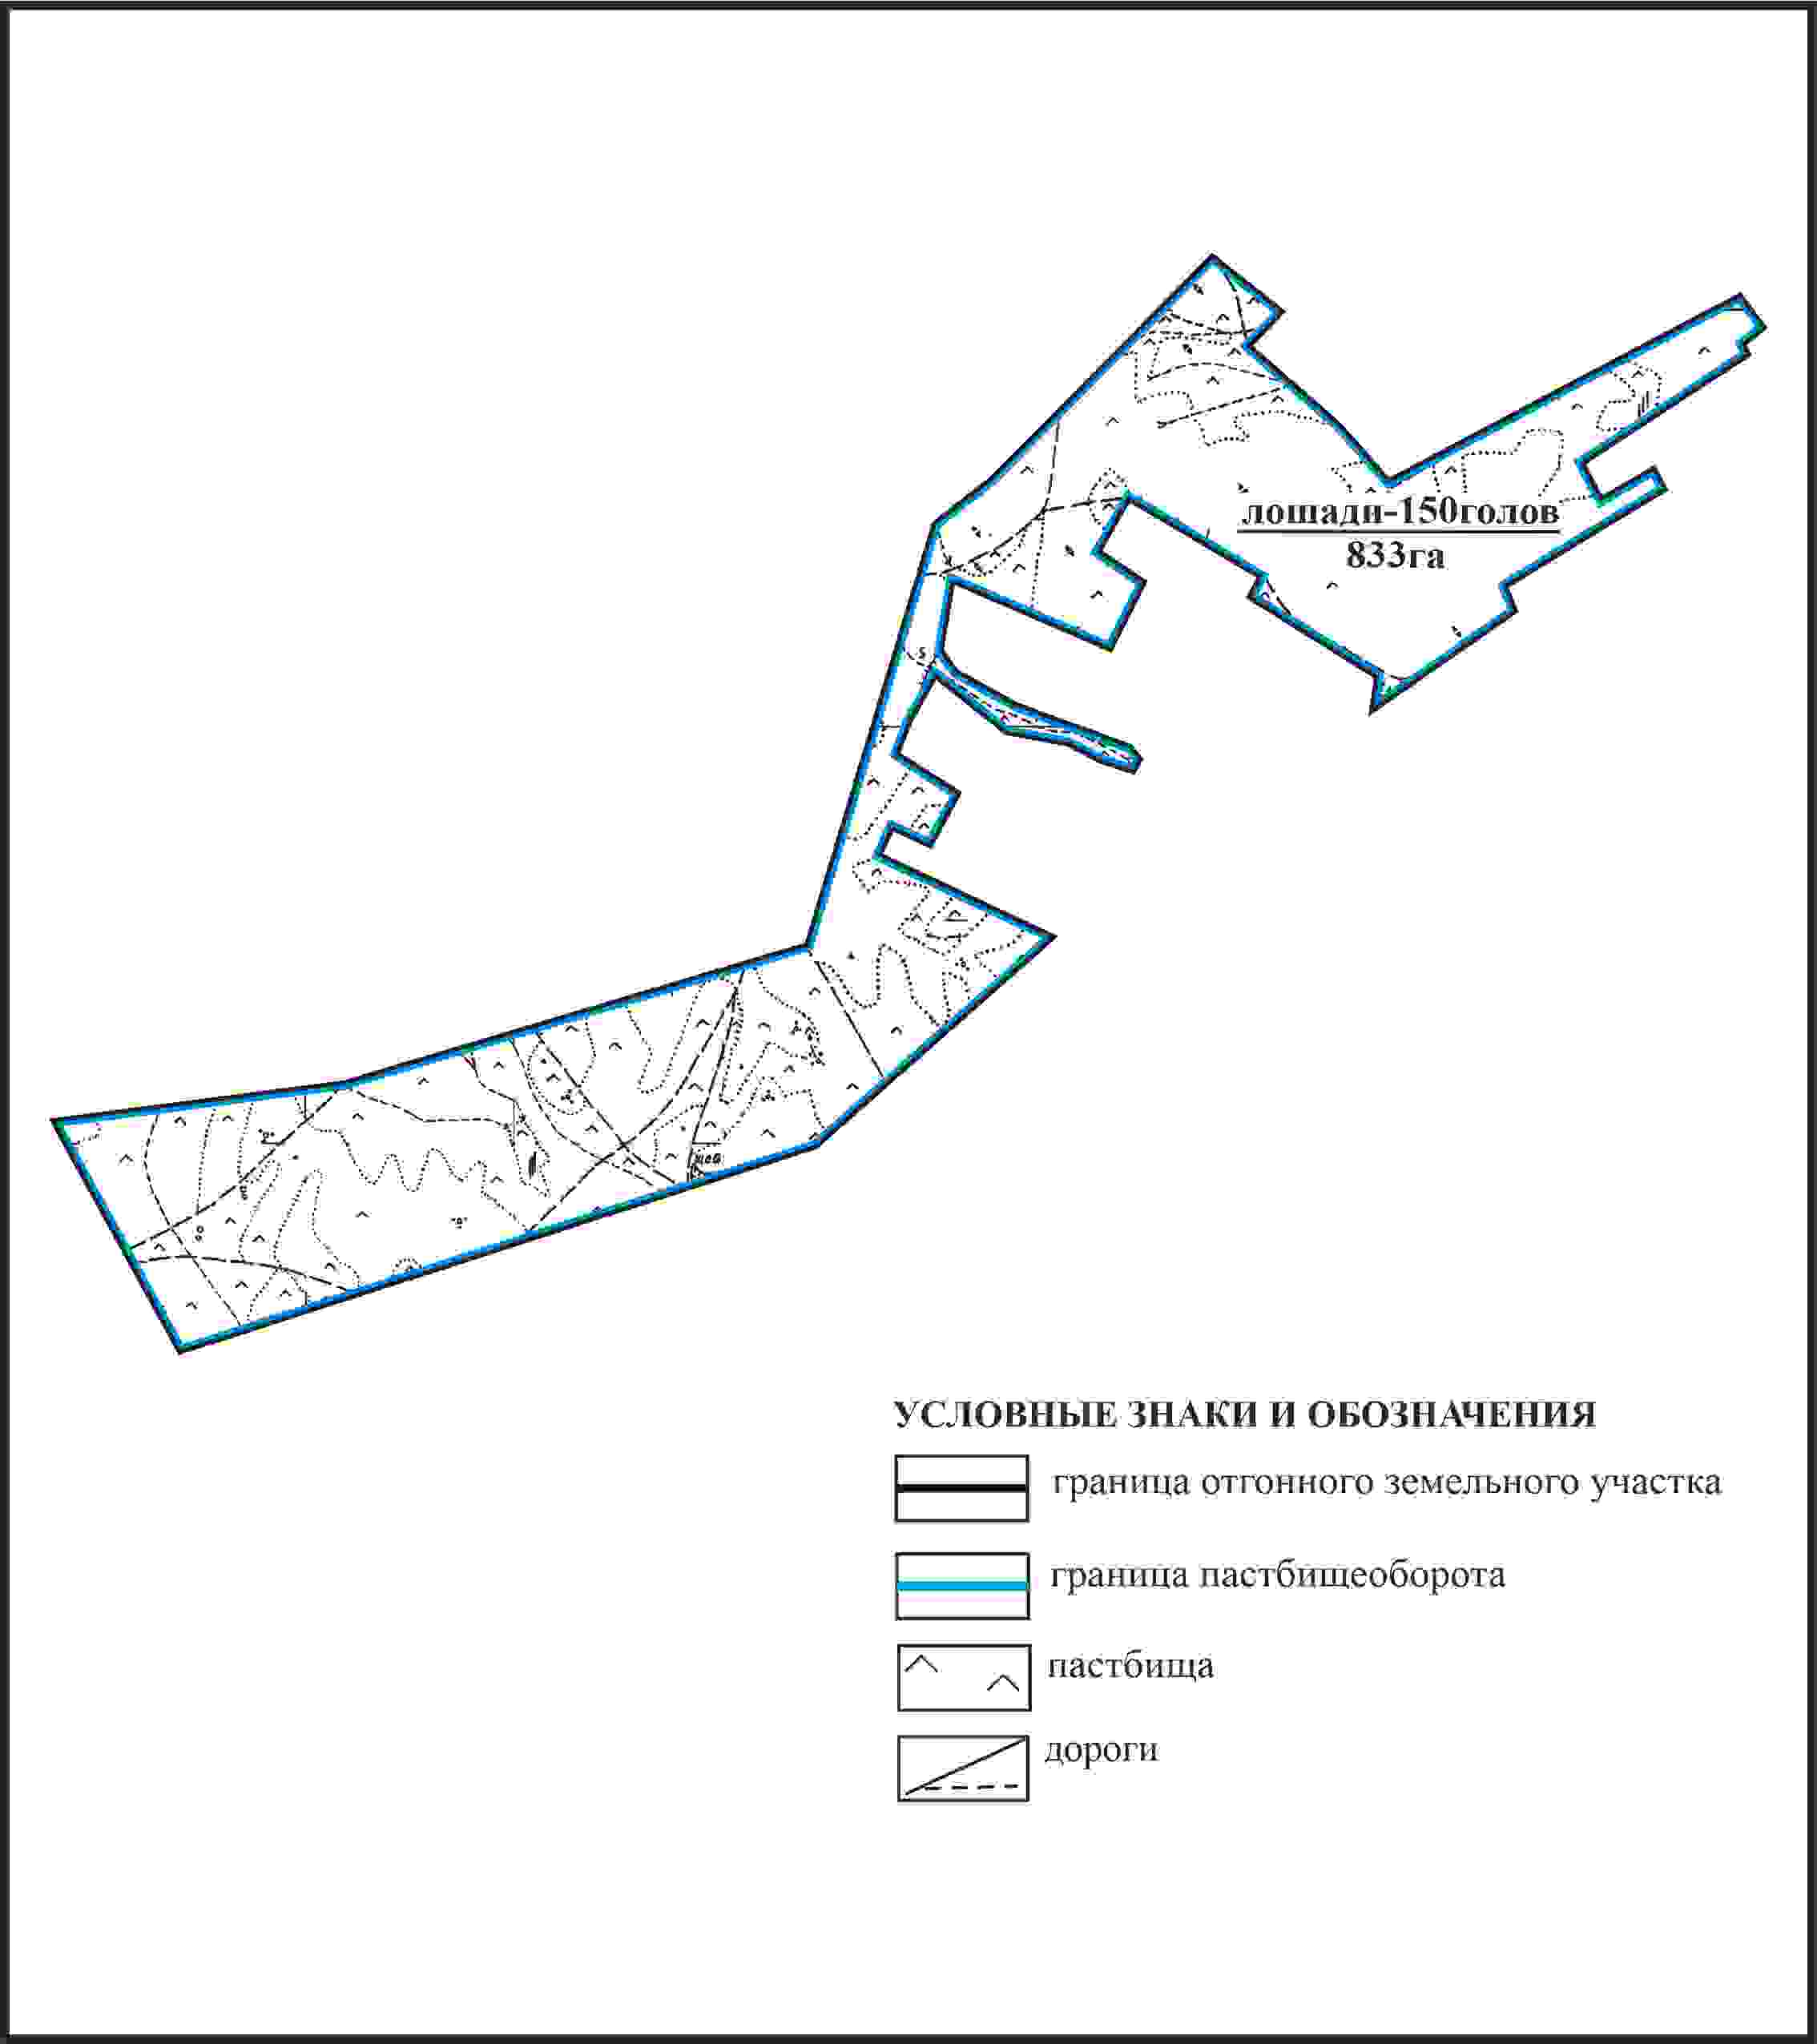 лошади-150голов
833га
УСЛОВНЫЕ ЗНАКИ И ОБОЗНАЧЕНИЯ
граница отгонного земельного участка
граница пастбищеоборота
пастбища
дороги